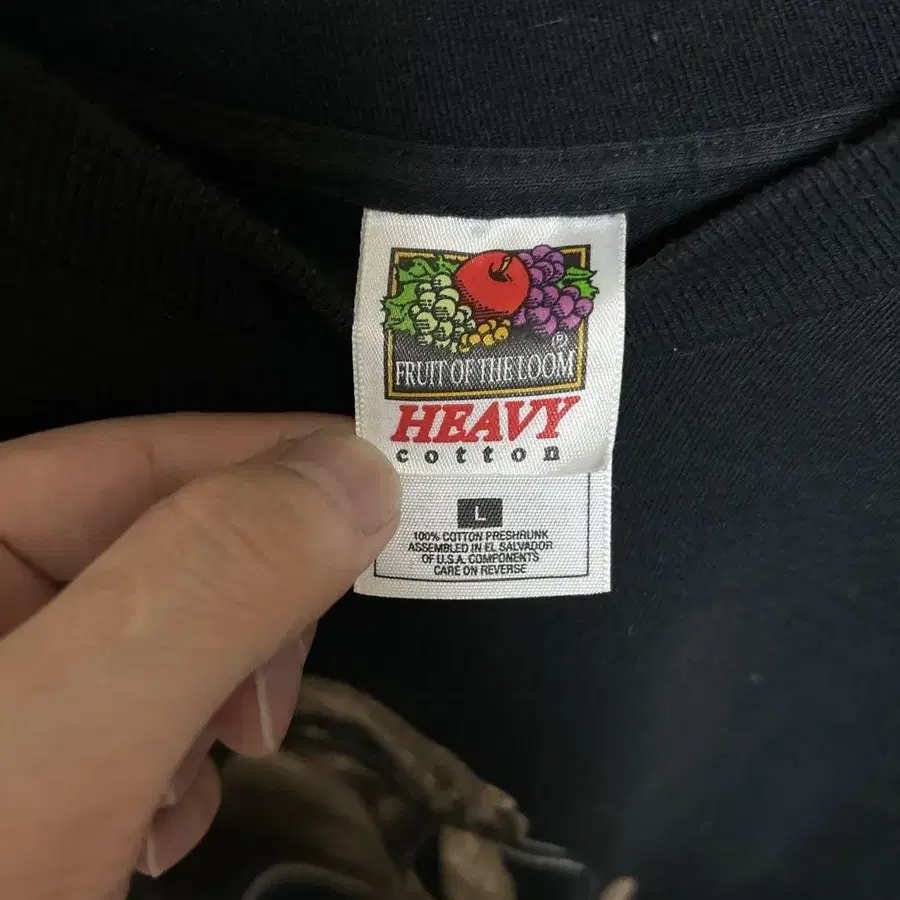 ®
FRUIT OF THE LOOM
HEAVY
cotton
L
100% COTTON PRESHRUNK
ASSEMBLED IN EL SALVADOR
OF U.S.A. COMPONENTS
CARE ON REVERSE